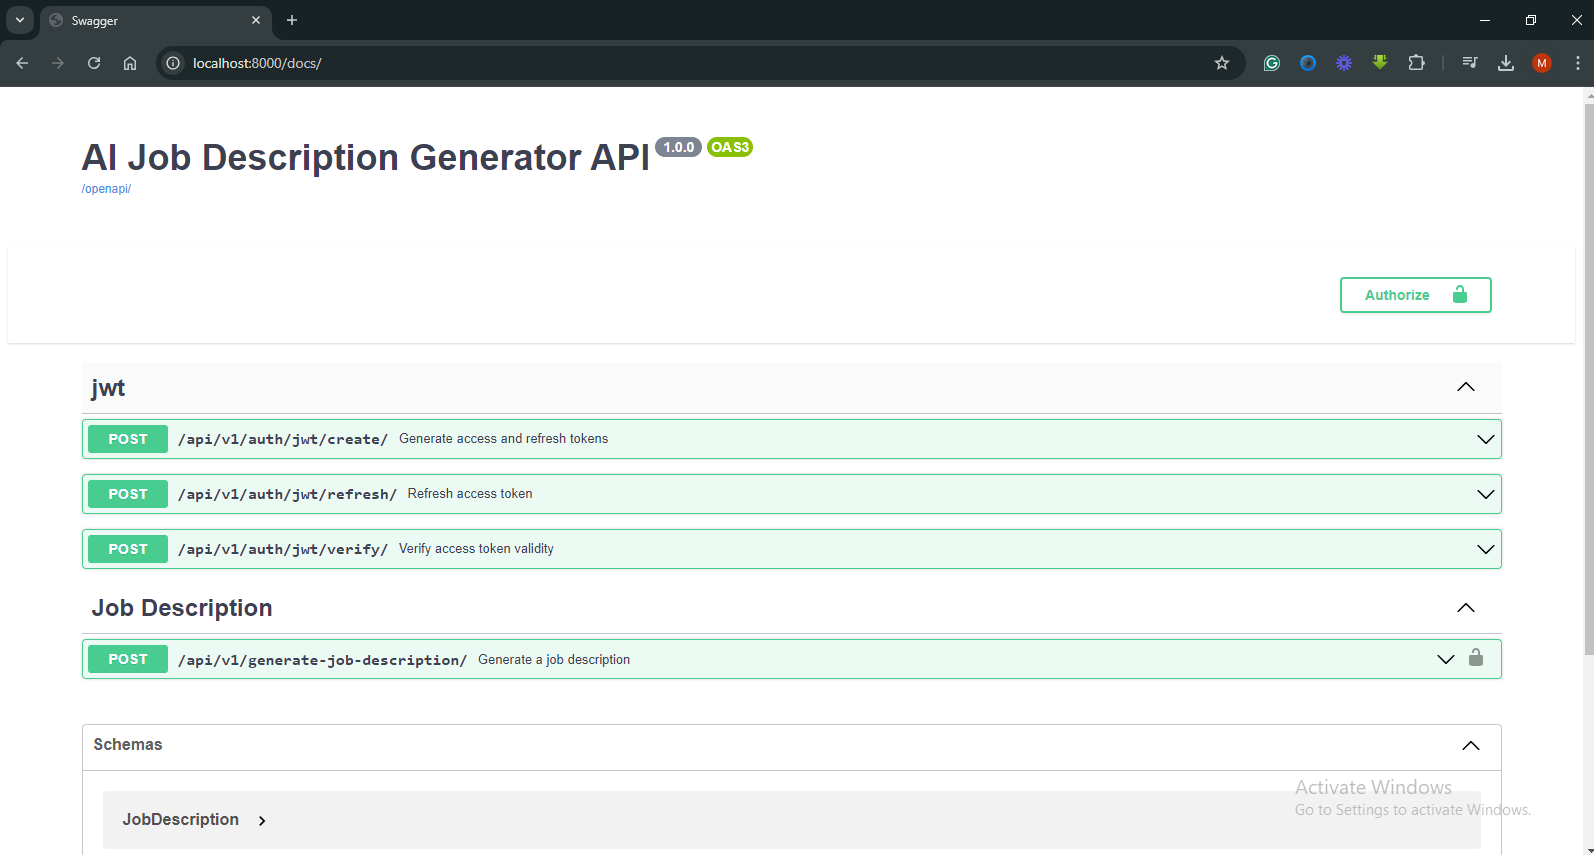 Swagger
localhost:8000/docs/
M
AI Job Description Generator API 1.0.0 OAS3
/openapi/
Authorize
jwt
POST /api/v1/auth/jwt/create/ Generate access and refresh tokens
POST /api/v1/auth/jwt/refresh/ Refresh access token
POST /api/v1/auth/jwt/verify/ Verify access token validity
Job Description
POST /api/v1/generate-job-description/ Generate a job description
Schemas
Activate Windows
Go to Settings to activate Windows.
JobDescription